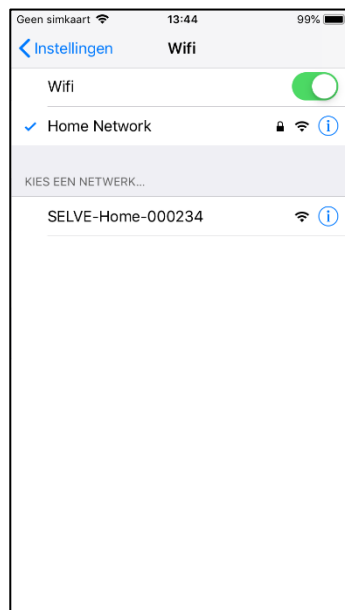 Geen simkaart 13:44 99%
Instellingen Wifi
Wifi
Home Network
KIES EEN NETWERK...
SELVE-Home-000234